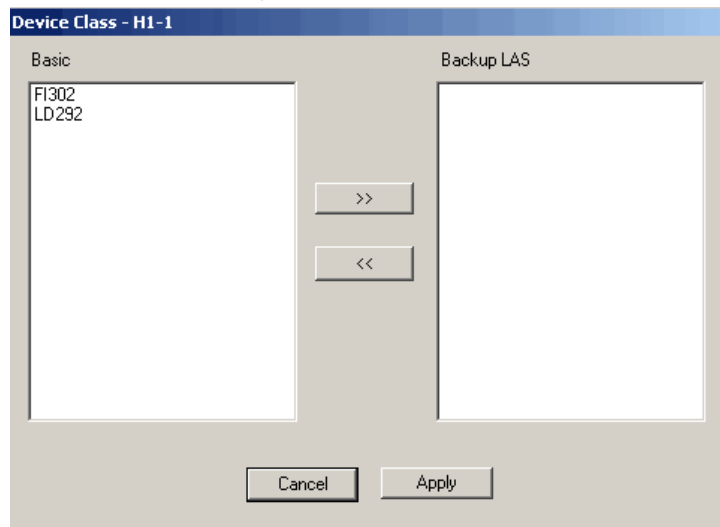 Device Class - H1-1
Basic
Backup LAS
FI302
LD292
>>
<<
Cancel
Apply